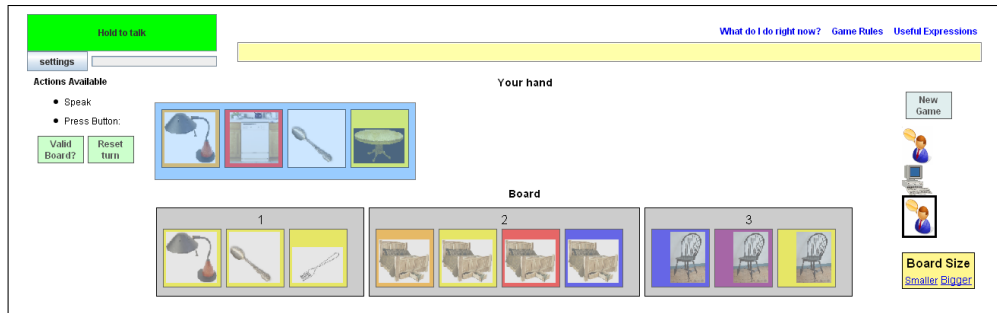 Hold to talk
What do I do right now? Game Rules Useful Expressions
settings
Actions Available
Your hand
Speak
Press Button:
New
Game
Valid
Board?
Reset
turn
Board
1
2
3
Board Size
Smaller Bigger